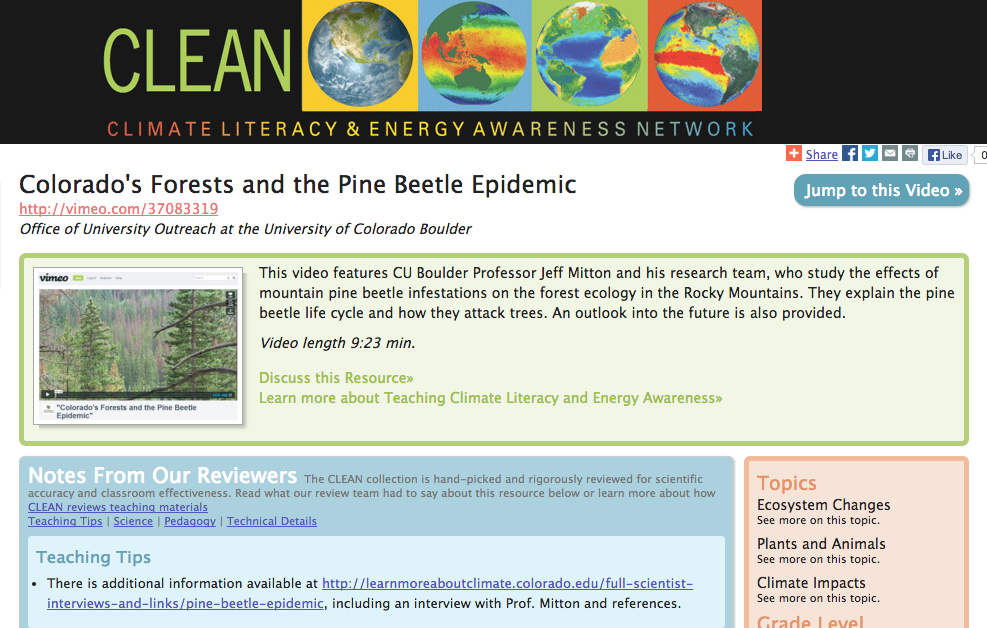 CLEAN
CLIMATE LITERACY & ENERGY AWARENESS NETWORK
Share
Like
0
Colorado's Forests and the Pine Beetle Epidemic
http://vimeo.com/37083319
Office of University Outreach at the University of Colorado Boulder
Jump to this Video »
vimeo
"Colorado's Forests and the Pine Beetle
Epidemic"
This video features CU Boulder Professor Jeff Mitton and his research team, who study the effects of
mountain pine beetle infestations on the forest ecology in the Rocky Mountains. They explain the pine
beetle life cycle and how they attack trees. An outlook into the future is also provided.
Video length 9:23 min.
Discuss this Resource»
Learn more about Teaching Climate Literacy and Energy Awareness»
Notes From Our Reviewers The CLEAN collection is hand-picked and rigorously reviewed for scientific
accuracy and classroom effectiveness. Read what our review team had to say about this resource below or learn more about how
CLEAN reviews teaching materials
Teaching Tips | Science | Pedagogy | Technical Details
Teaching Tips
• There is additional information available at http://learnmoreaboutclimate.colorado.edu/full-scientist-
interviews-and-links/pine-beetle-epidemic, including an interview with Prof. Mitton and references.
Topics
Ecosystem Changes
See more on this topic.
Plants and Animals
See more on this topic.
Climate Impacts
See more on this topic.
Grade Level